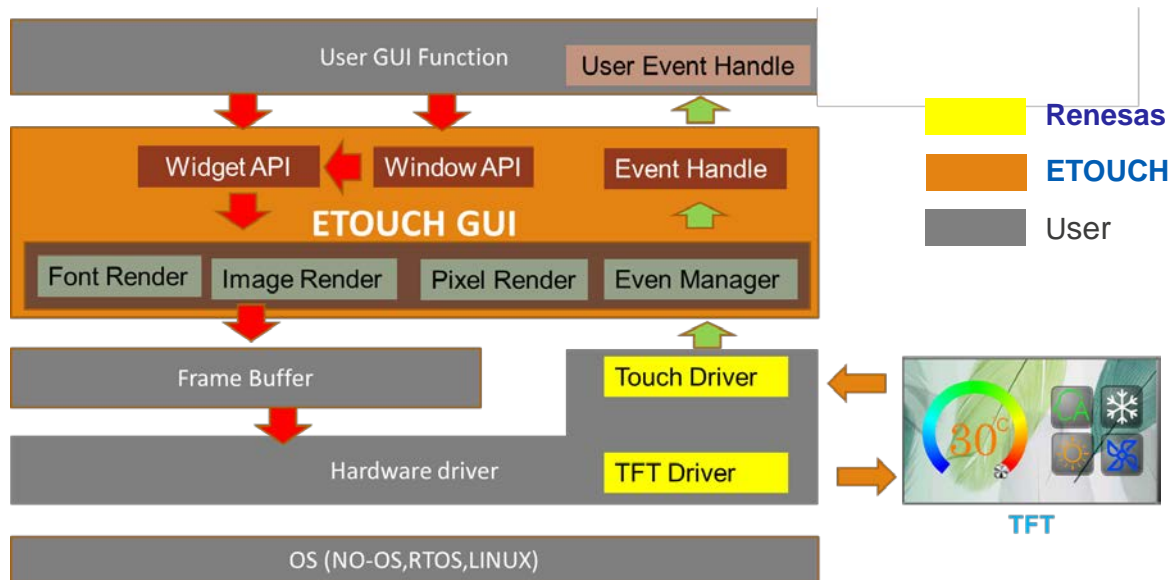 User GUI Function
User Event Handle
Renesas
ETOUCH
User
Widget API
Window API
Event Handle
ETOUCH GUI
Font Render
Image Render
Pixel Render
Even Manager
Frame Buffer
Touch Driver
Hardware driver
TFT Driver
30°C
CA
TFT
OS (NO-OS,RTOS,LINUX)